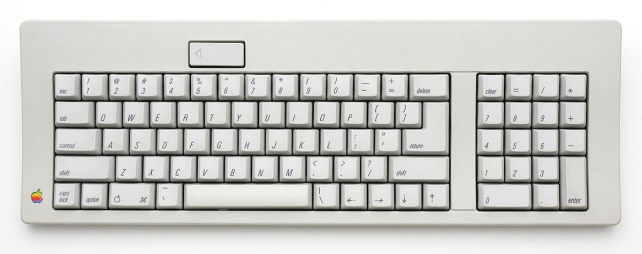 ◁
esc ! 1 @ 2 # 3 $ 4 % 5 ^ 6 & 7 * 8 ( 9 ) 0 — - + = delete clear = / *
tab Q W E R T Y U I O P { [ } ] 7 8 9 +
control A S D F G H J K L : ; " ' return 4 5 6 -
shift Z X C V B N M < , > . ? / shift 1 2 3 enter
caps lock option ⌘ ~ ` | \ ← → ↓ ↑ 0 .